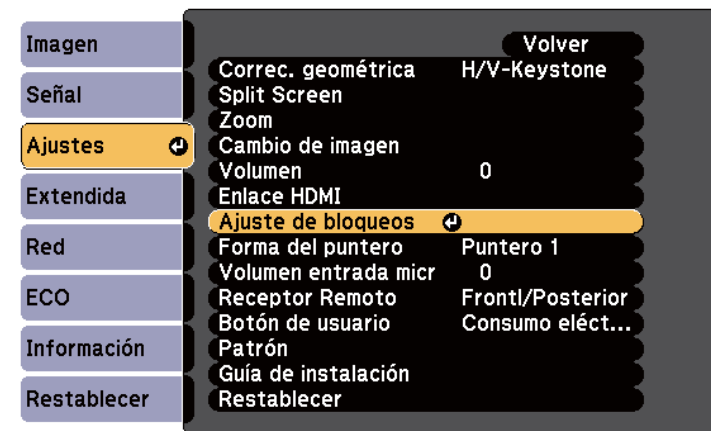 Imagen
Señal
Ajustes
Extendida
Red
ECO
Información
Restablecer
Volver
Correc. geométrica H/V-Keystone
Split Screen
Zoom
Cambio de imagen
Volumen 0
Enlace HDMI
Ajuste de bloqueos
Forma del puntero Puntero 1
Volumen entrada micr 0
Receptor Remoto Frontl/Posterior
Botón de usuario Consumo eléct...
Patrón
Guía de instalación
Restablecer